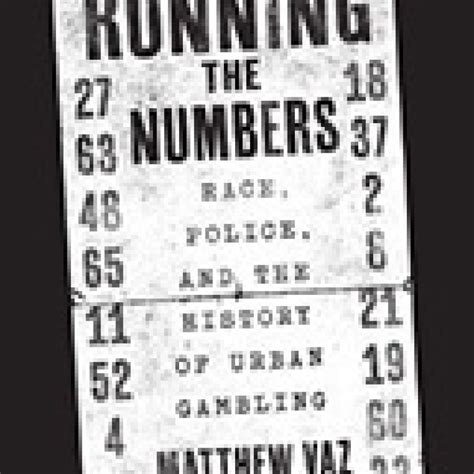 RUNNING
THE
27 18
NUMBERS
63 37
RACE, 2
48
POLICE,
6
65 AND THE
11 HISTORY 21
52 OF URBAN 19
GAMBLING
4 60
MATTHEW VAZ